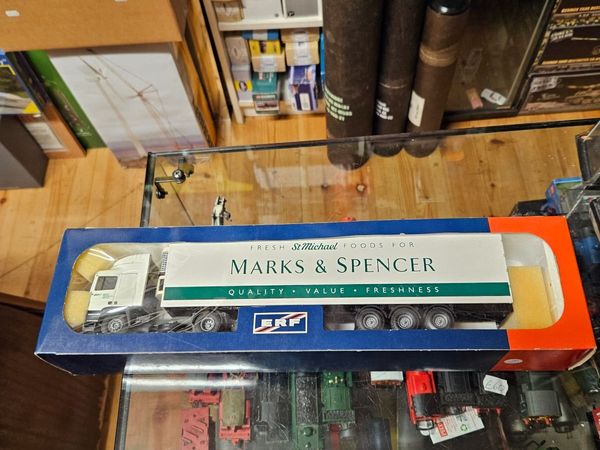 FRESH St Michael FOODS FOR
MARKS & SPENCER
QUALITY • VALUE • FRESHNESS
ERF